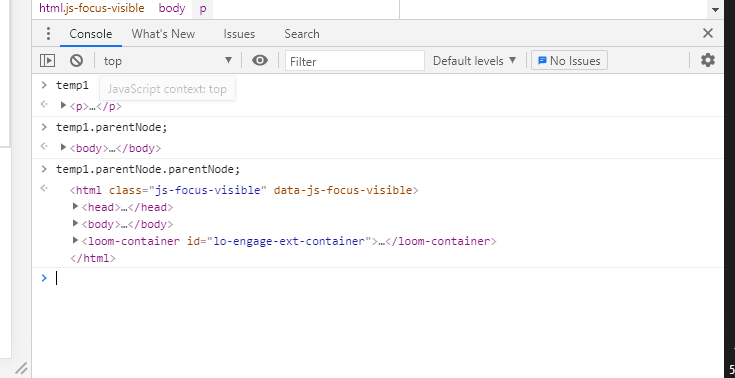 html.js-focus-visible body p
Console What's New Issues Search
top Filter Default levels No Issues
temp1
JavaScript context: top
<p>…</p>
temp1.parentNode;
<body>…</body>
temp1.parentNode.parentNode;
<html class="js-focus-visible" data-js-focus-visible>
<head>…</head>
<body>…</body>
<loom-container id="lo-engage-ext-container">…</loom-container>
</html>
5